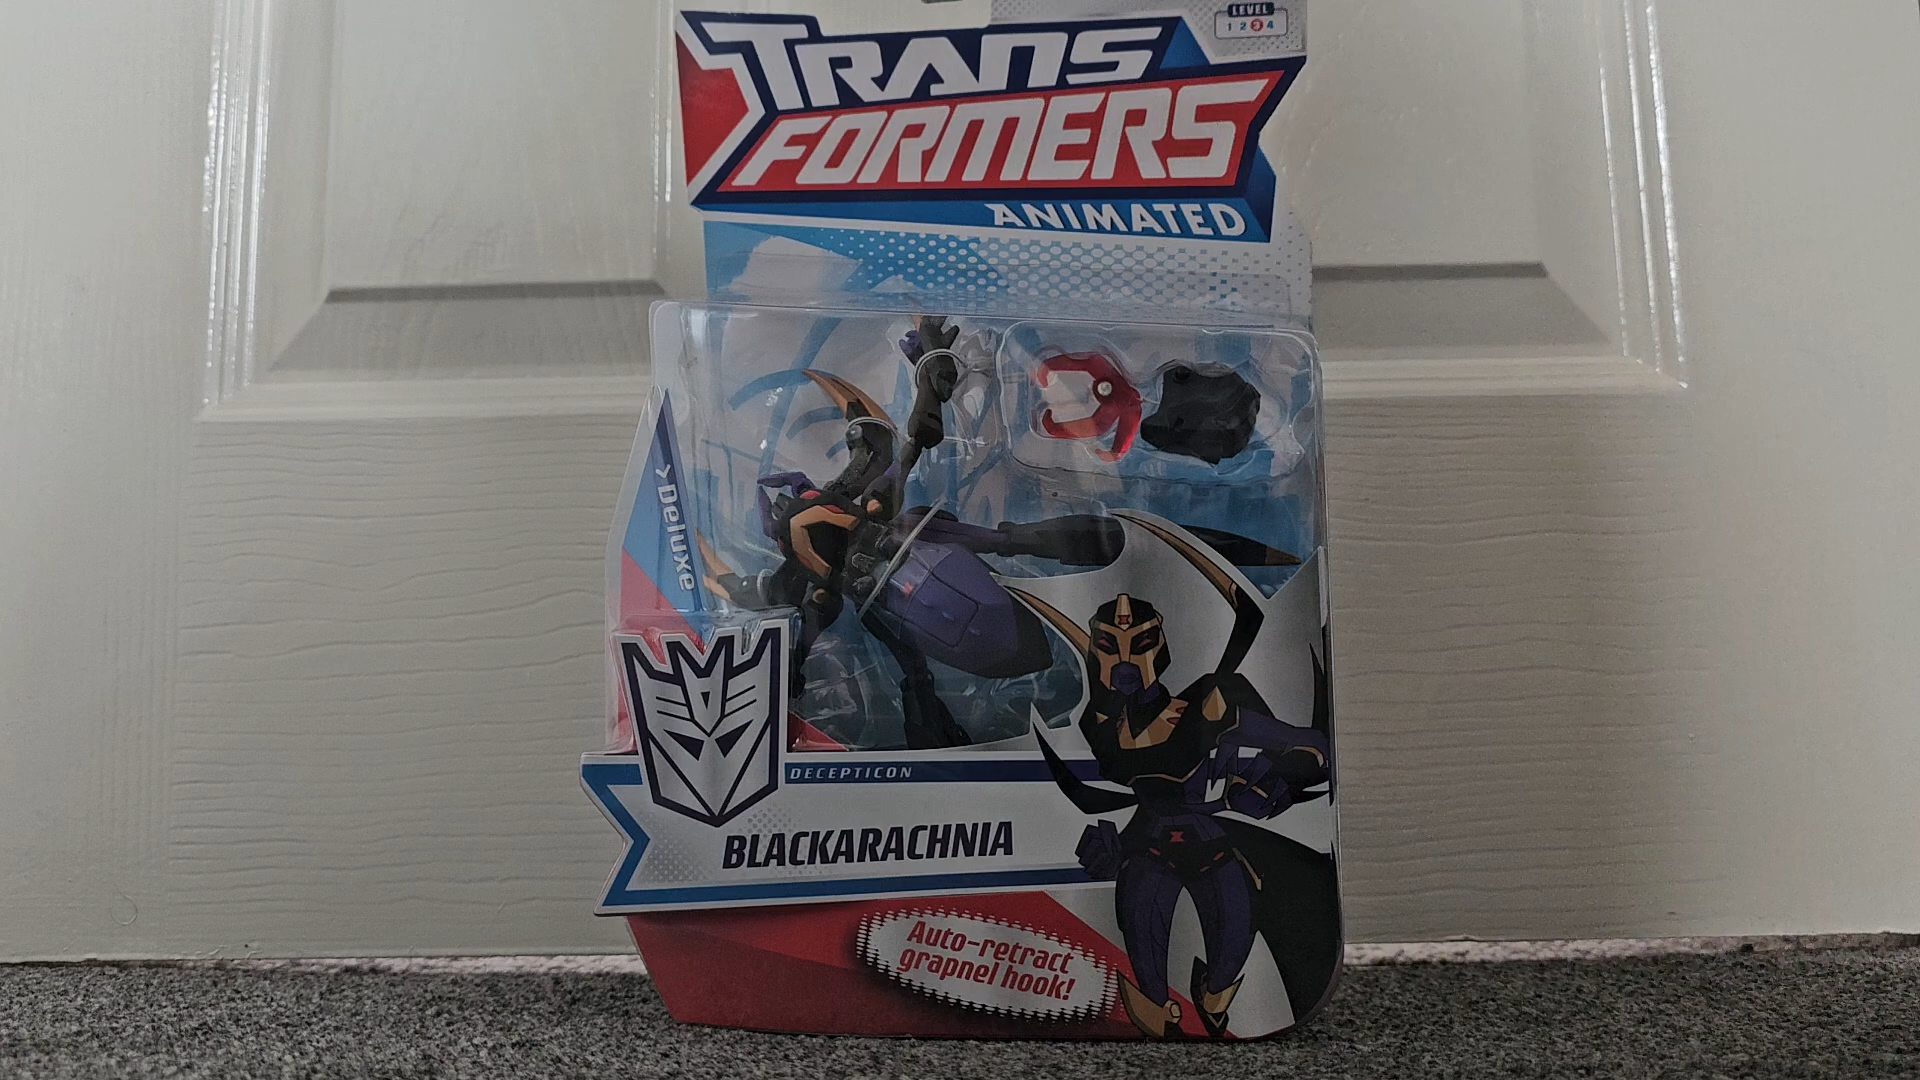 LEVEL
1 2 3 4
TRANS
FORMERS
ANIMATED
> Deluxe
DECEPTICON
BLACKARACHNIA
Auto-retract
grapnel hook!